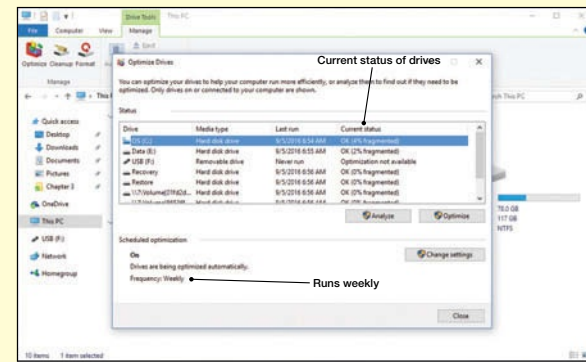 Drive Tools This PC
File Computer View Manage
Optimize Cleanup Format
Eject
Manage
Optimize Drives
Current status of drives
You can optimize your drives to help your computer run more efficiently, or analyze them to find out if they need to be
optimized. Only drives on or connected to your computer are shown.
Status
Drive Media type Last run Current status
OS (C:) Hard disk drive 9/5/2016 6:54 AM OK (2% fragmented)
Data (E:) Hard disk drive 9/5/2016 6:55 AM OK (2% fragmented)
USB (F:) Removable drive Never run Optimization not available
Recovery Hard disk drive 9/5/2016 6:56 AM OK (0% fragmented)
Restore Hard disk drive 9/5/2016 6:56 AM OK (0% fragmented)
Hard disk drive 9/5/2016 6:56 AM OK (0% fragmented)
Analyze Optimize
Scheduled optimization
On
Drives are being optimized automatically.
Frequency: Weekly
Runs weekly
Change settings
Close
Quick access
Desktop
Downloads
Documents
Pictures
Chapter 3
OneDrive
This PC
USB (F:)
Network
Homegroup
117 GB
NTFS
10 items 1 item selected